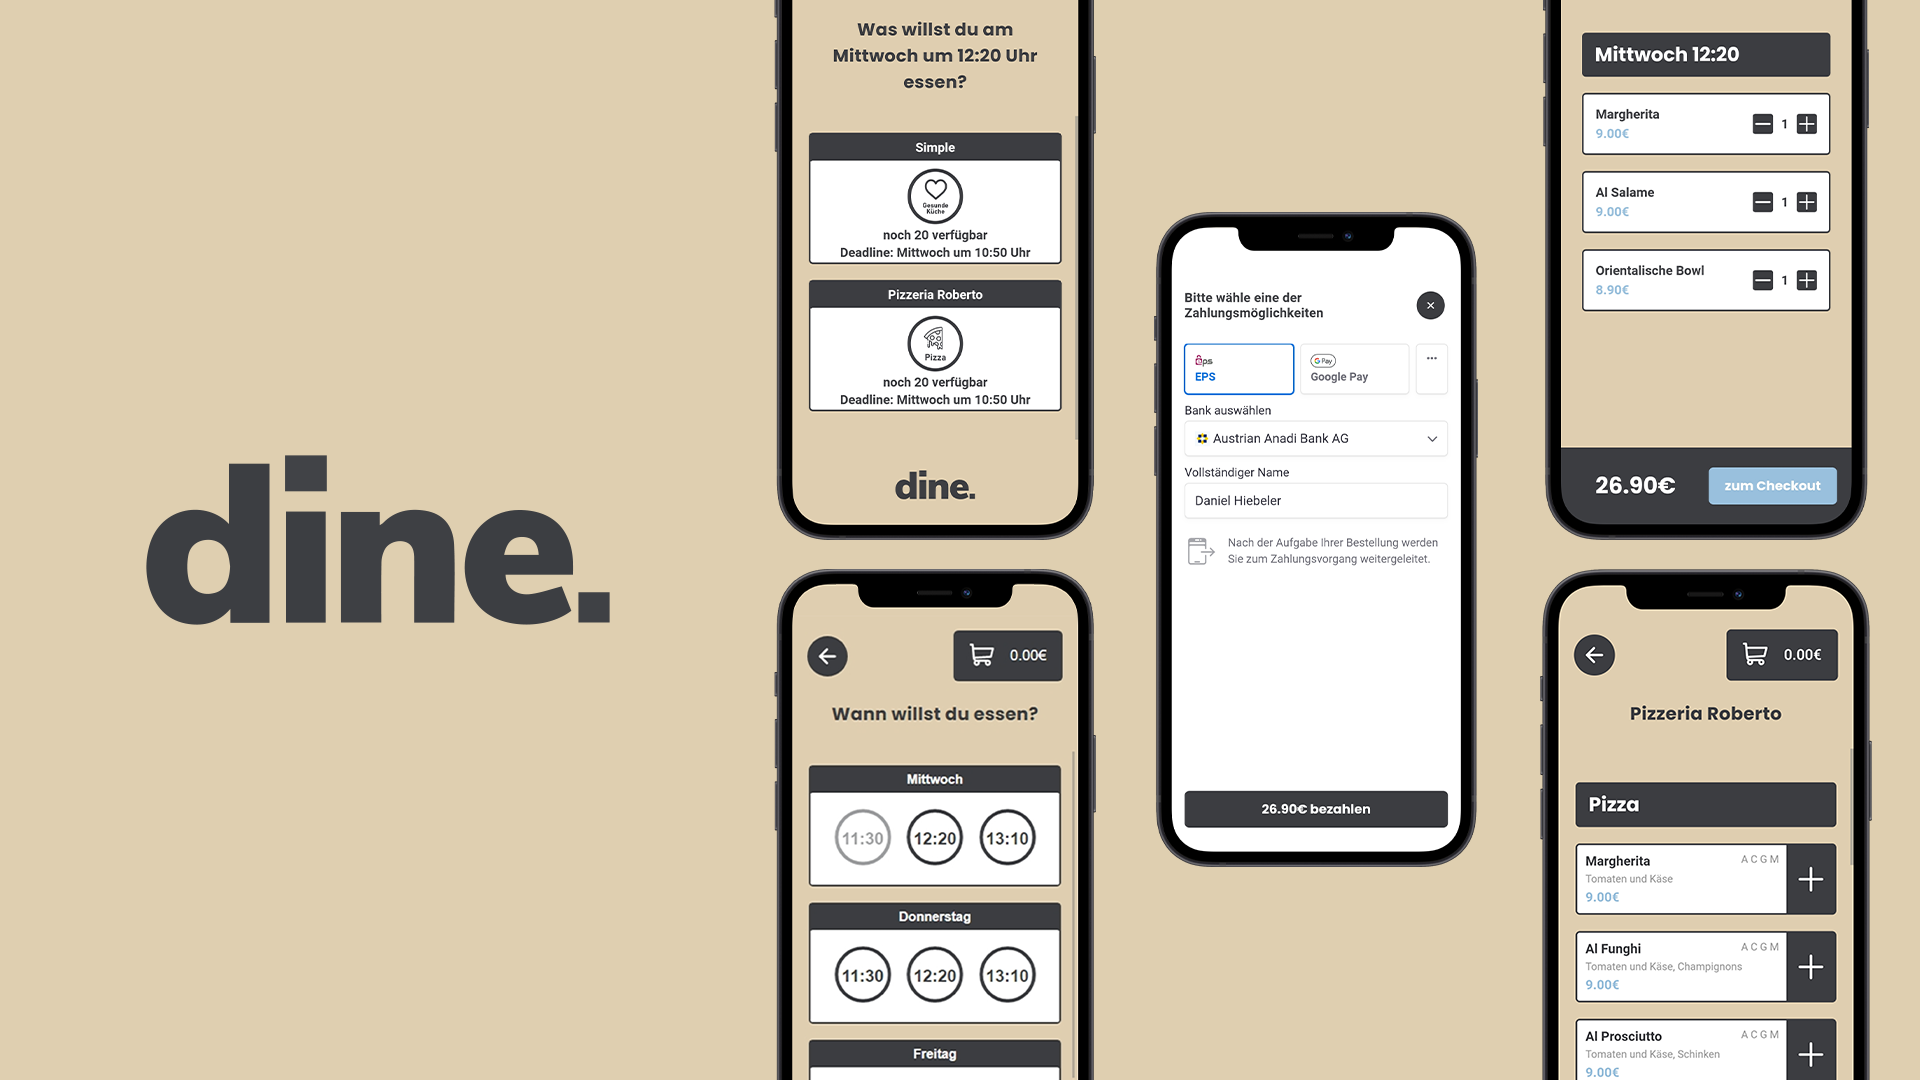 dine.
Was willst du am
Mittwoch um 12:20 Uhr
essen?
Simple
Gesunde
Küche
noch 20 verfügbar
Deadline: Mittwoch um 10:50 Uhr
Pizzeria Roberto
Pizza
noch 20 verfügbar
Deadline: Mittwoch um 10:50 Uhr
dine.
0.00€
Wann willst du essen?
Mittwoch
11:30 12:20 13:10
Donnerstag
11:30 12:20 13:10
Freitag
Bitte wähle eine der
Zahlungsmöglichkeiten
eps
EPS
G Pay
Google Pay
Bank auswählen
Austrian Anadi Bank AG
Vollständiger Name
Daniel Hiebeler
Nach der Aufgabe Ihrer Bestellung werden
Sie zum Zahlungsvorgang weitergeleitet.
26.90€ bezahlen
Mittwoch 12:20
Margherita
9.00€
1
Al Salame
9.00€
1
Orientalische Bowl
8.90€
1
26.90€
zum Checkout
0.00€
Pizzeria Roberto
Pizza
Margherita A C G M
Tomaten und Käse
9.00€
Al Funghi A C G M
Tomaten und Käse, Champignons
9.00€
Al Prosciutto A C G M
Tomaten und Käse, Schinken
9.00€